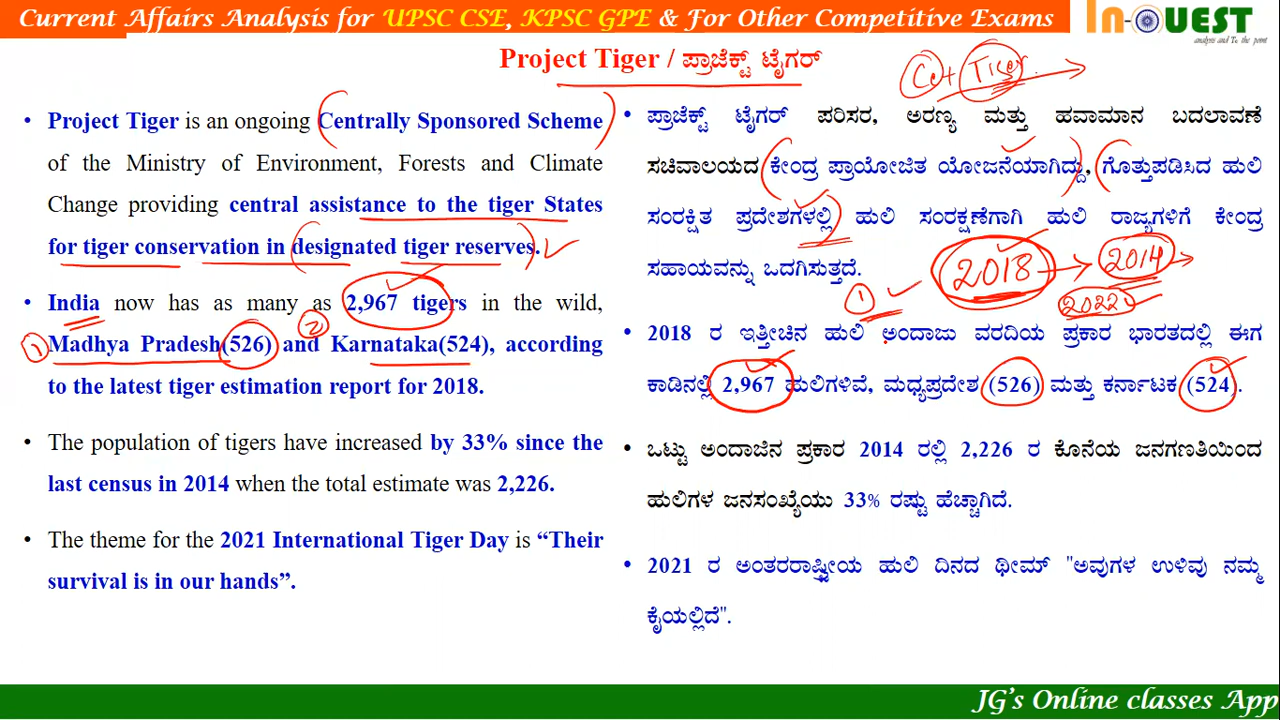 Current Affairs Analysis for UPSC CSE, KPSC GPE & For Other Competitive Exams
In-QUEST
analysis and To the point
Project Tiger / ಪ್ರಾಜೆಕ್ಟ್ ಟೈಗರ್
Tiger
• Project Tiger is an ongoing Centrally Sponsored Scheme
of the Ministry of Environment, Forests and Climate
Change providing central assistance to the tiger States
for tiger conservation in designated tiger reserves.
• India now has as many as 2,967 tigers in the wild,
② 
① Madhya Pradesh(526) and Karnataka(524), according
to the latest tiger estimation report for 2018.
• The population of tigers have increased by 33% since the
last census in 2014 when the total estimate was 2,226.
• The theme for the 2021 International Tiger Day is “Their
survival is in our hands”.
• ಪ್ರಾಜೆಕ್ಟ್ ಟೈಗರ್ ಪರಿಸರ, ಅರಣ್ಯ ಮತ್ತು ಹವಾಮಾನ ಬದಲಾವಣೆ
ಸಚಿವಾಲಯದ ಕೇಂದ್ರ ಪ್ರಾಯೋಜಿತ ಯೋಜನೆಯಾಗಿದ್ದು, ಗೊತ್ತುಪಡಿಸಿದ ಹುಲಿ
ಸಂರಕ್ಷಿತ ಪ್ರದೇಶಗಳಲ್ಲಿ ಹುಲಿ ಸಂರಕ್ಷಣೆಗಾಗಿ ಹುಲಿ ರಾಜ್ಯಗಳಿಗೆ ಕೇಂದ್ರ
ಸಹಾಯವನ್ನು ಒದಗಿಸುತ್ತದೆ.
2018 2014
① 2022
• 2018 ರ ಇತ್ತೀಚಿನ ಹುಲಿ ಅಂದಾಜು ವರದಿಯ ಪ್ರಕಾರ ಭಾರತದಲ್ಲಿ ಈಗ
ಕಾಡಿನಲ್ಲಿ 2,967 ಹುಲಿಗಳಿವೆ, ಮಧ್ಯಪ್ರದೇಶ (526) ಮತ್ತು ಕರ್ನಾಟಕ (524).
• ಒಟ್ಟು ಅಂದಾಜಿನ ಪ್ರಕಾರ 2014 ರಲ್ಲಿ 2,226 ರ ಕೊನೆಯ ಜನಗಣತಿಯಿಂದ
ಹುಲಿಗಳ ಜನಸಂಖ್ಯೆಯು 33% ರಷ್ಟು ಹೆಚ್ಚಾಗಿದೆ.
• 2021 ರ ಅಂತರರಾಷ್ಟ್ರೀಯ ಹುಲಿ ದಿನದ ಥೀಮ್ "ಅವುಗಳ ಉಳಿವು ನಮ್ಮ
ಕೈಯಲ್ಲಿದೆ".
JG's Online classes App